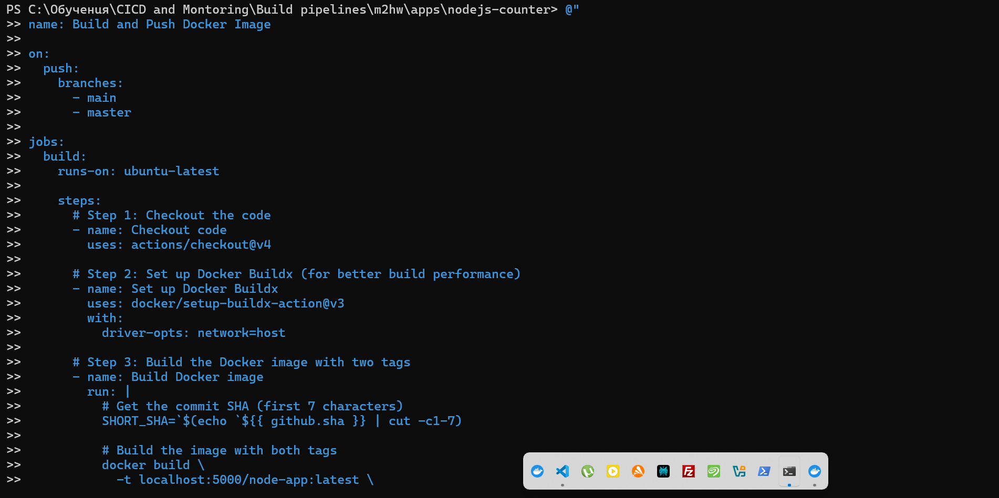 PS C:\Обучения\CICD and Montoring\Build pipelines\m2hw\apps\nodejs-counter> @"
>> name: Build and Push Docker Image
>>
>> on:
>>   push:
>>     branches:
>>       - main
>>       - master
>>
>> jobs:
>>   build:
>>     runs-on: ubuntu-latest
>>
>>     steps:
>>       # Step 1: Checkout the code
>>       - name: Checkout code
>>         uses: actions/checkout@v4
>>
>>       # Step 2: Set up Docker Buildx (for better build performance)
>>       - name: Set up Docker Buildx
>>         uses: docker/setup-buildx-action@v3
>>         with:
>>           driver-opts: network=host
>>
>>       # Step 3: Build the Docker image with two tags
>>       - name: Build Docker image
>>         run: |
>>           # Get the commit SHA (first 7 characters)
>>           SHORT_SHA=`$(echo `${{ github.sha }} | cut -c1-7)
>>
>>           # Build the image with both tags
>>           docker build \
>>             -t localhost:5000/node-app:latest \